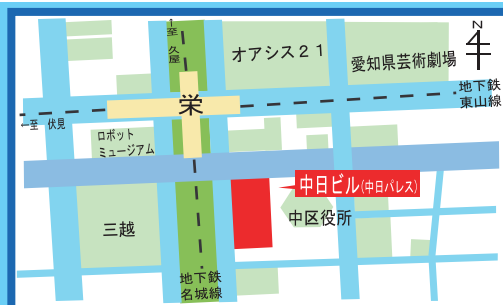 ↑至
久屋
オアシス21
愛知県芸術劇場
N
栄
地下鉄
東山線
←至 伏見
ロボット
ミュージアム
中日ビル(中日パレス)
三越
中区役所
地下鉄
名城線